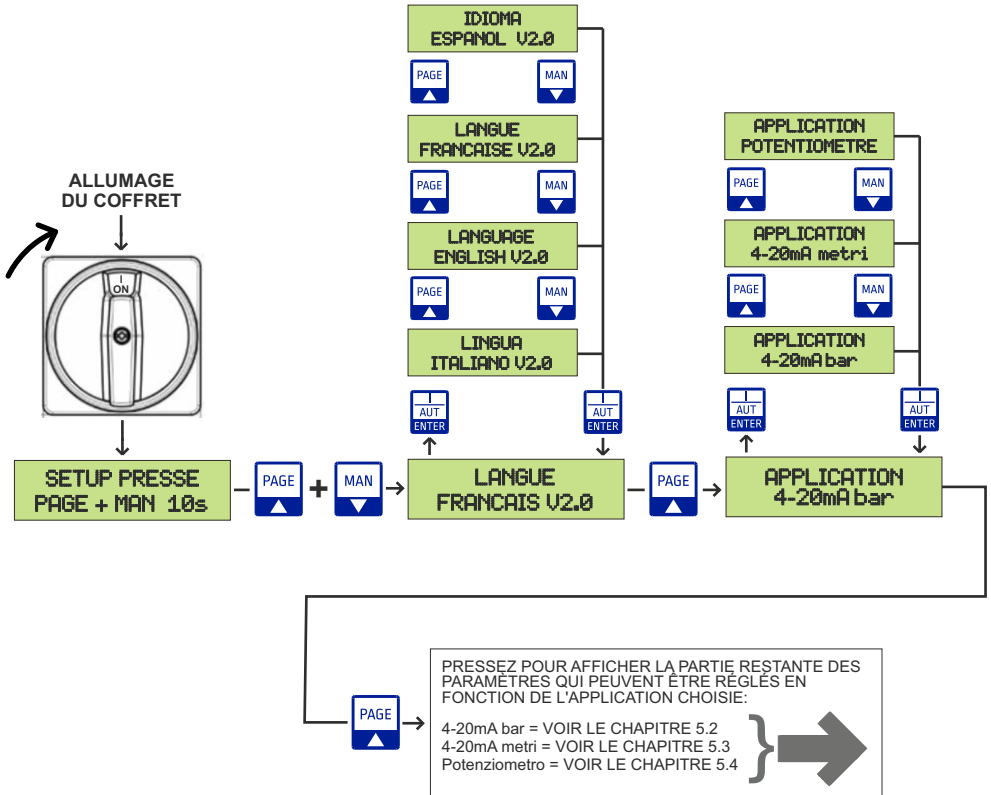 IDIOMA
ESPANOL V2.0
PAGE
MAN
LANGUE
FRANCAISE V2.0
PAGE
MAN
LANGUAGE
ENGLISH V2.0
PAGE
MAN
LINGUA
ITALIANO V2.0
I
AUT
ENTER
I
AUT
ENTER
APPLICATION
POTENTIOMETRE
PAGE
MAN
APPLICATION
4-20mA metri
PAGE
MAN
APPLICATION
4-20mA bar
I
AUT
ENTER
I
AUT
ENTER
ALLUMAGE
DU COFFRET
I
ON
SETUP PRESSE
PAGE + MAN 10s
PAGE
+
MAN
LANGUE
FRANCAIS V2.0
PAGE
APPLICATION
4-20mA bar
PAGE
PRESSEZ POUR AFFICHER LA PARTIE RESTANTE DES
PARAMÈTRES QUI PEUVENT ÊTRE RÉGLÉS EN
FONCTION DE L'APPLICATION CHOISIE:
4-20mA bar = VOIR LE CHAPITRE 5.2
4-20mA metri = VOIR LE CHAPITRE 5.3
Potenziometro = VOIR LE CHAPITRE 5.4